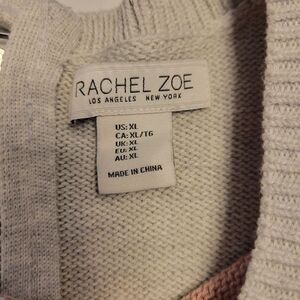 RACHEL ZOE
LOS ANGELES NEW YORK
US: XL
CA: XL/TG
UK: XL
EU: XL
AU: XL
MADE IN CHINA